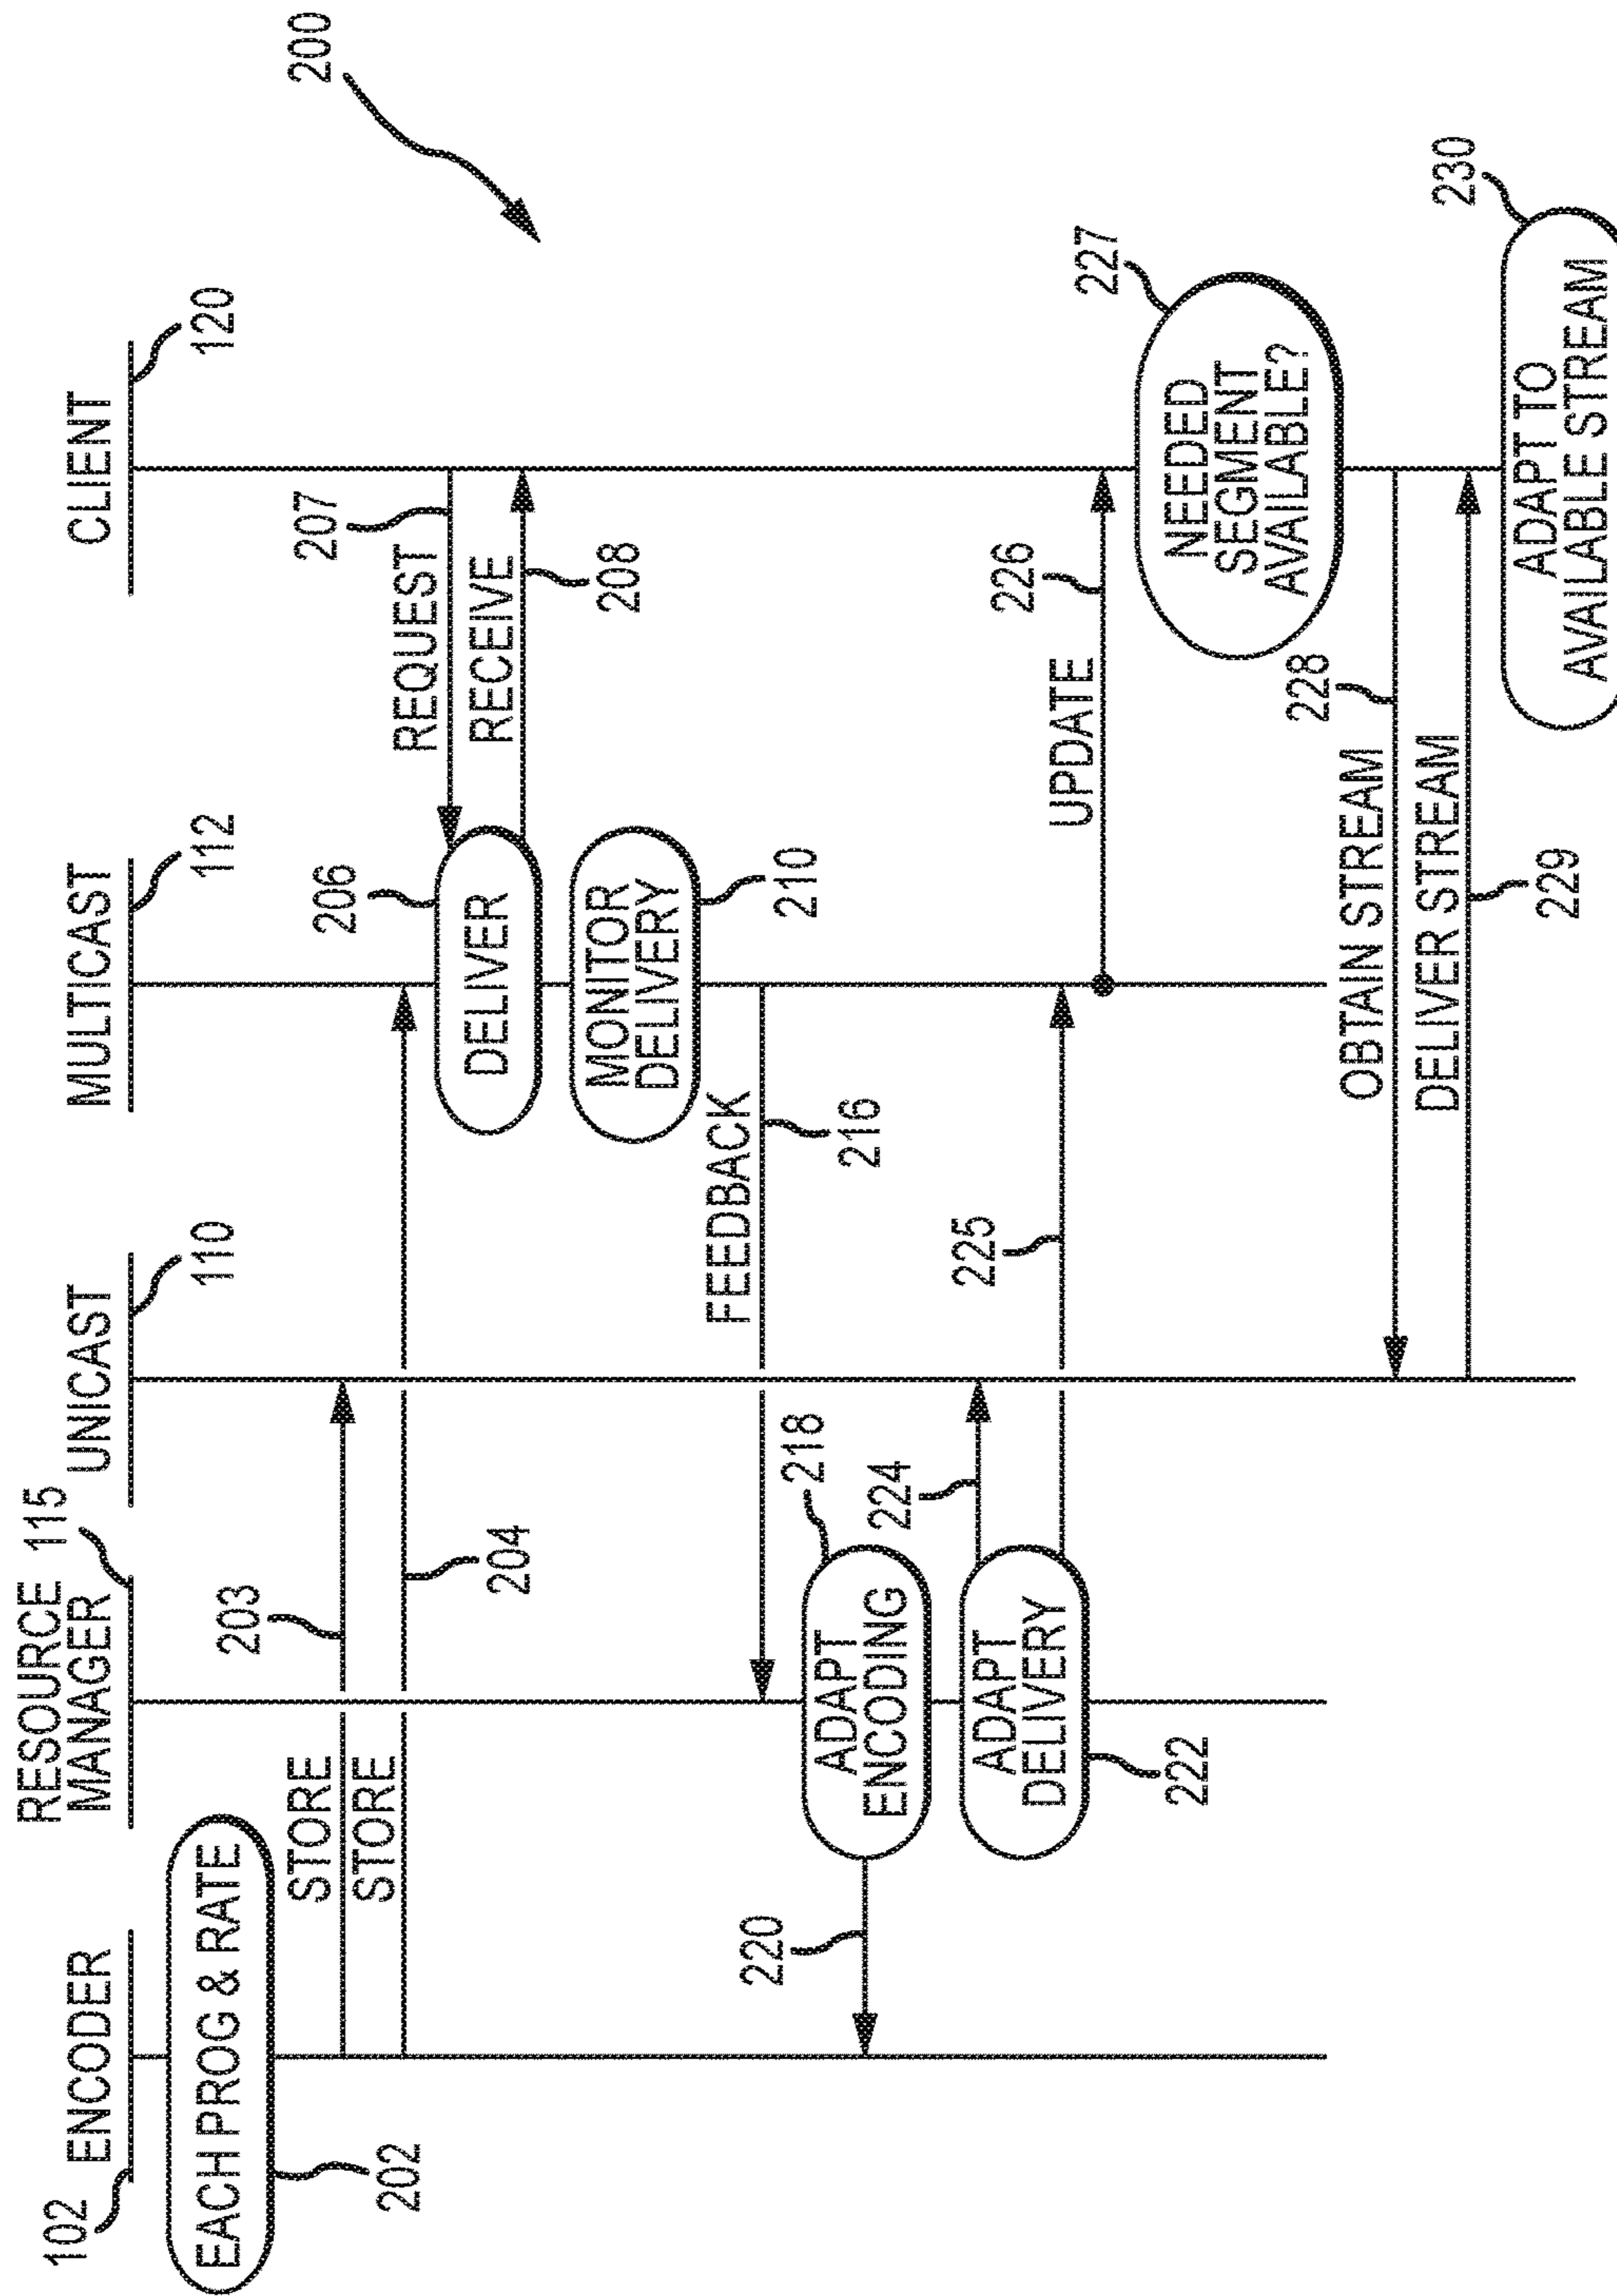 200
ENCODER
102
RESOURCE
MANAGER
115
UNICAST
110
MULTICAST
112
CLIENT
120
EACH PROG & RATE
202
STORE
203
STORE
204
206
DELIVER
REQUEST
207
RECEIVE
208
MONITOR
DELIVERY
210
FEEDBACK
216
ADAPT
ENCODING
218
220
ADAPT
DELIVERY
222
224
225
UPDATE
226
NEEDED
SEGMENT
AVAILABLE?
227
OBTAIN STREAM
228
DELIVER STREAM
229
ADAPT TO
AVAILABLE STREAM
230